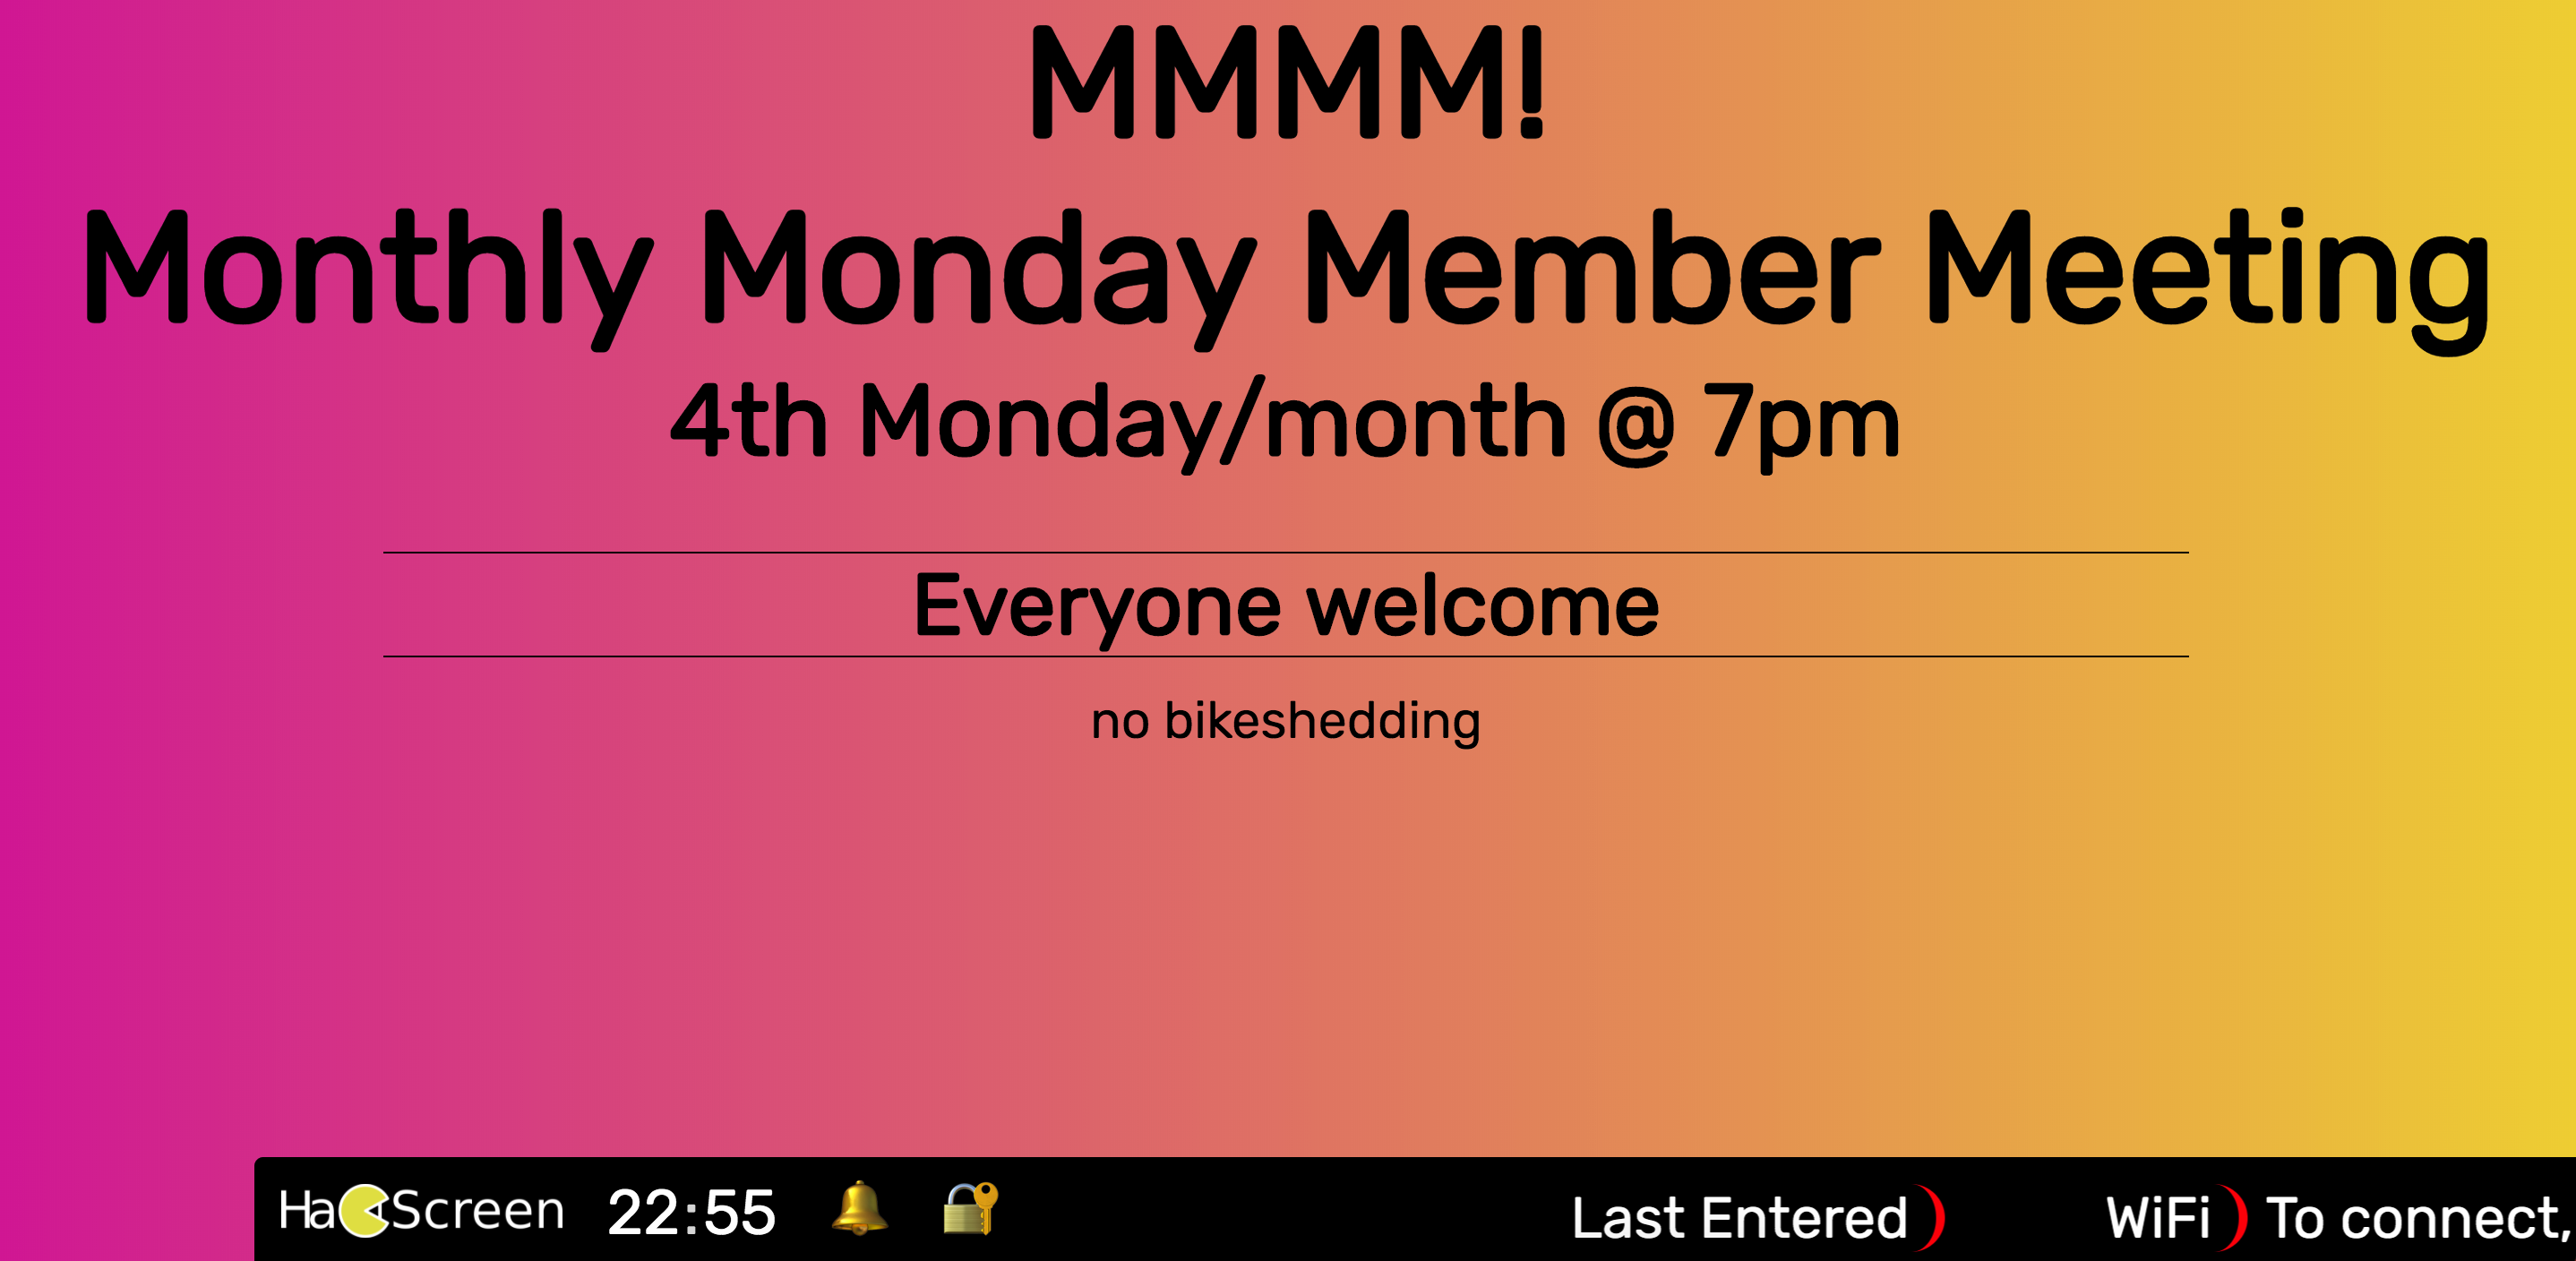 MMMM!
Monthly Monday Member Meeting
4th Monday/month @ 7pm
Everyone welcome
no bikeshedding
HaCScreen 22:55 Last Entered) WiFi) To connect,